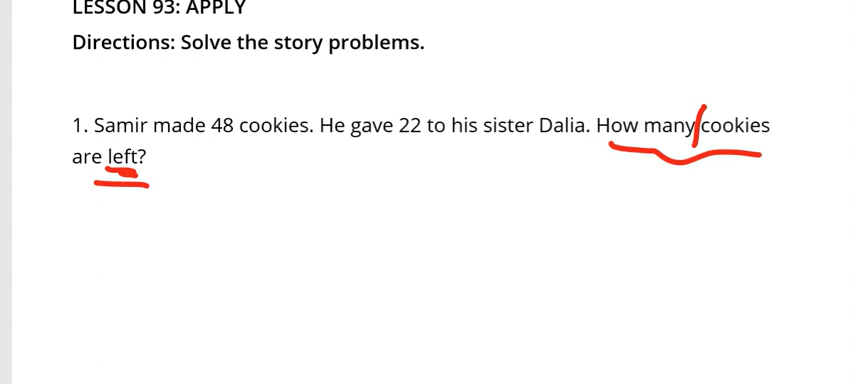 LESSON 93: APPLY
Directions: Solve the story problems.
1. Samir made 48 cookies. He gave 22 to his sister Dalia. How many cookies
are left?